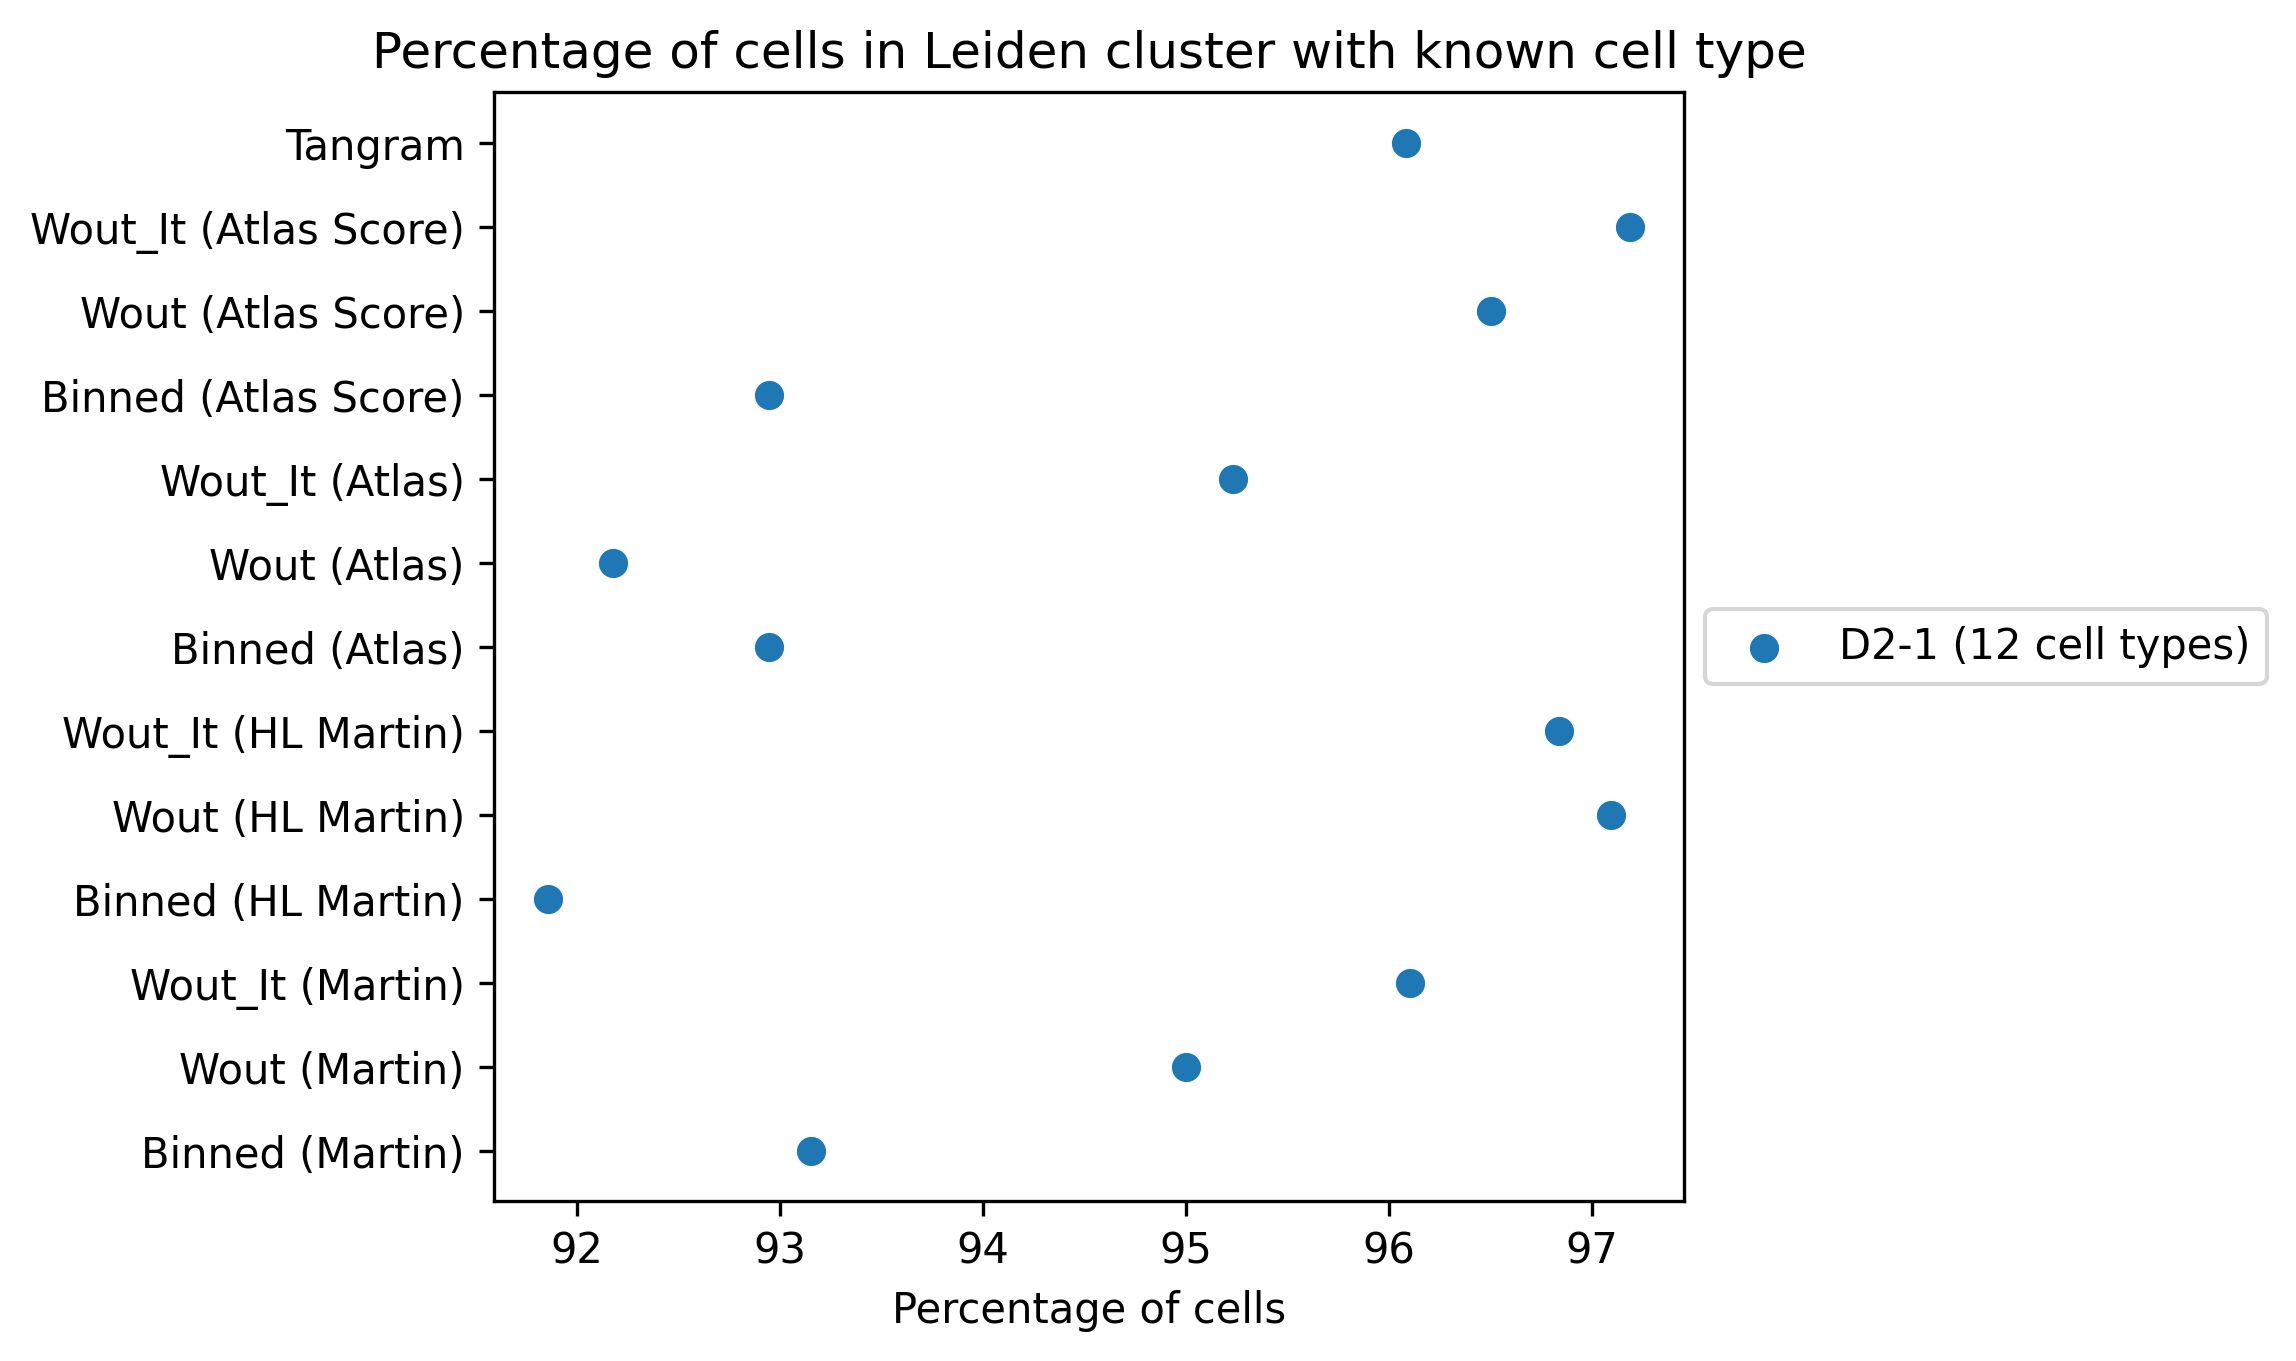 Percentage of cells in Leiden cluster with known cell type
Tangram
Wout_It (Atlas Score)
Wout (Atlas Score)
Binned (Atlas Score)
Wout_It (Atlas)
Wout (Atlas)
Binned (Atlas)
Wout_It (HL Martin)
Wout (HL Martin)
Binned (HL Martin)
Wout_It (Martin)
Wout (Martin)
Binned (Martin)
92 93 94 95 96 97
Percentage of cells
D2-1 (12 cell types)